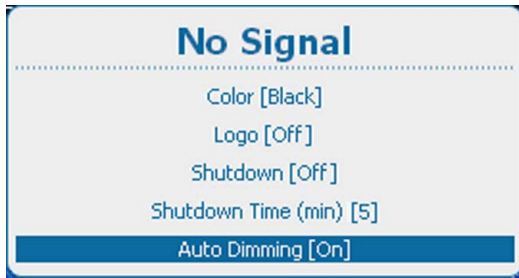 No Signal
Color [Black]
Logo [Off]
Shutdown [Off]
Shutdown Time (min) [5]
Auto Dimming [On]